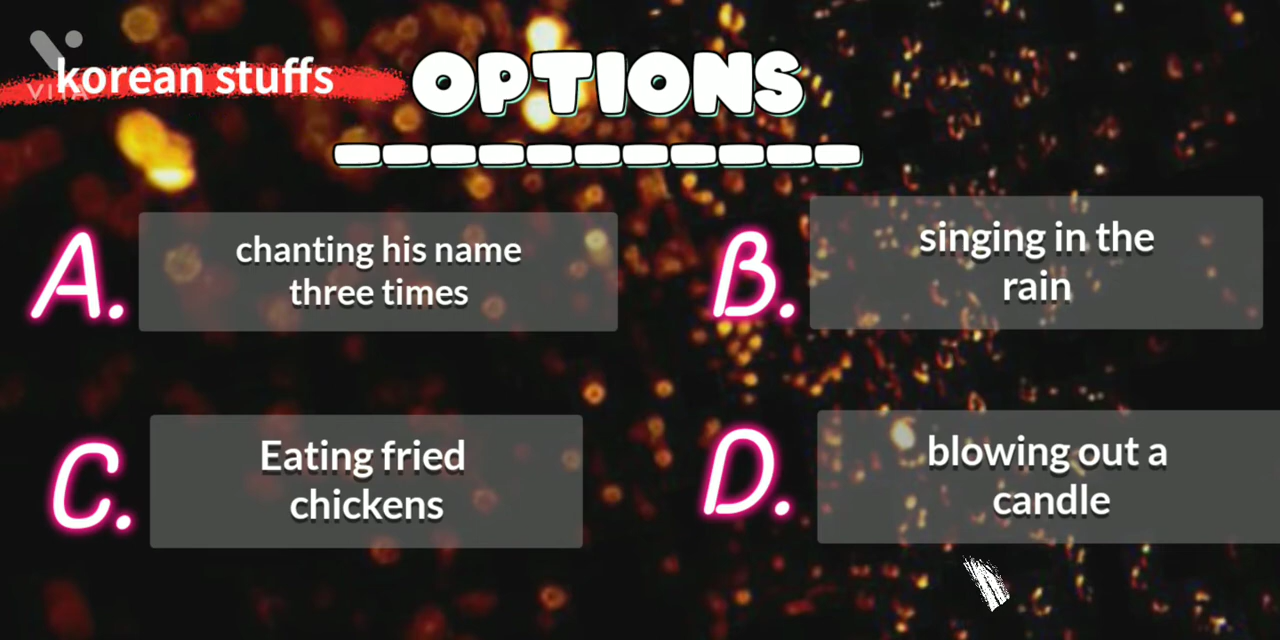 korean stuffs
OPTIONS
A.
chanting his name
three times
B.
singing in the
rain
C.
Eating fried
chickens
D.
blowing out a
candle